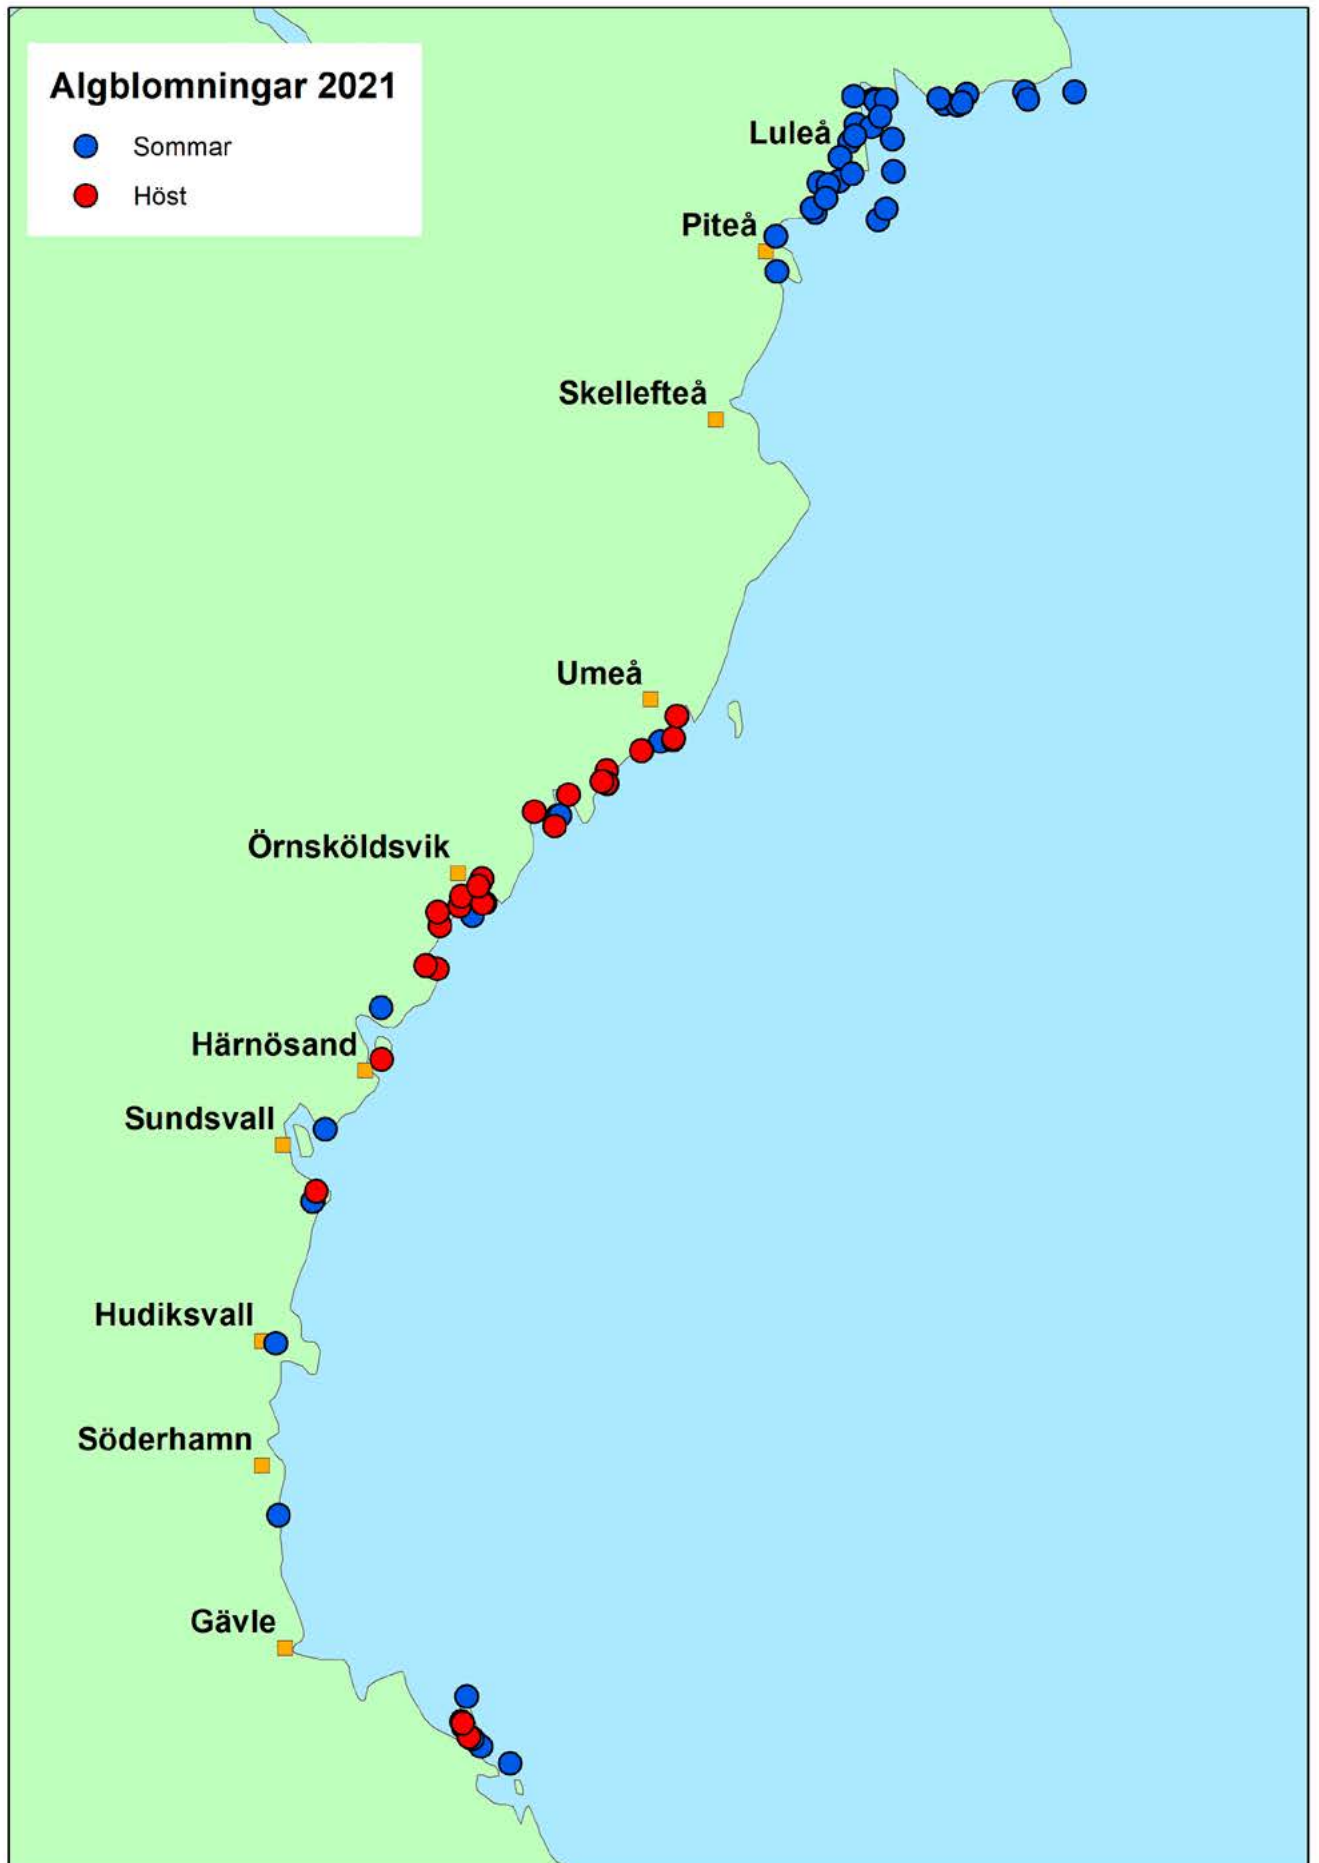 Algblomningar 2021
Sommar
Höst
Luleå
Piteå
Skellefteå
Umeå
Örnsköldsvik
Härnösand
Sundsvall
Hudiksvall
Söderhamn
Gävle